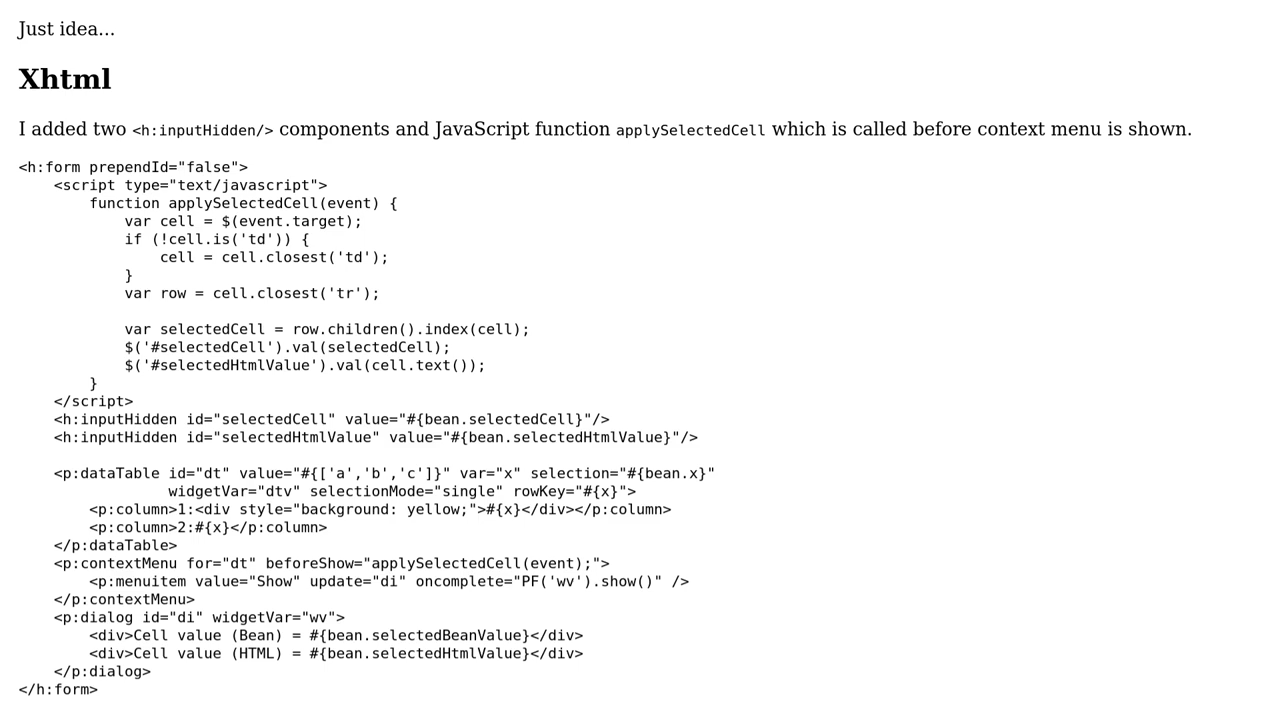 Just idea...
Xhtml
I added two <h:inputHidden/> components and JavaScript function applySelectedCell which is called before context menu is shown.
<h:form prependId="false">
    <script type="text/javascript">
        function applySelectedCell(event) {
            var cell = $(event.target);
            if (!cell.is('td')) {
                cell = cell.closest('td');
            }
            var row = cell.closest('tr');

            var selectedCell = row.children().index(cell);
            $('#selectedCell').val(selectedCell);
            $('#selectedHtmlValue').val(cell.text());
        }
    </script>
    <h:inputHidden id="selectedCell" value="#{bean.selectedCell}"/>
    <h:inputHidden id="selectedHtmlValue" value="#{bean.selectedHtmlValue}"/>

    <p:dataTable id="dt" value="#{['a','b','c']}" var="x" selection="#{bean.x}"
                 widgetVar="dtv" selectionMode="single" rowKey="#{x}">
        <p:column>1:<div style="background: yellow;">#{x}</div></p:column>
        <p:column>2:#{x}</p:column>
    </p:dataTable>
    <p:contextMenu for="dt" beforeShow="applySelectedCell(event);">
        <p:menuitem value="Show" update="di" oncomplete="PF('wv').show()" />
    </p:contextMenu>
    <p:dialog id="di" widgetVar="wv">
        <div>Cell value (Bean) = #{bean.selectedBeanValue}</div>
        <div>Cell value (HTML) = #{bean.selectedHtmlValue}</div>
    </p:dialog>
</h:form>